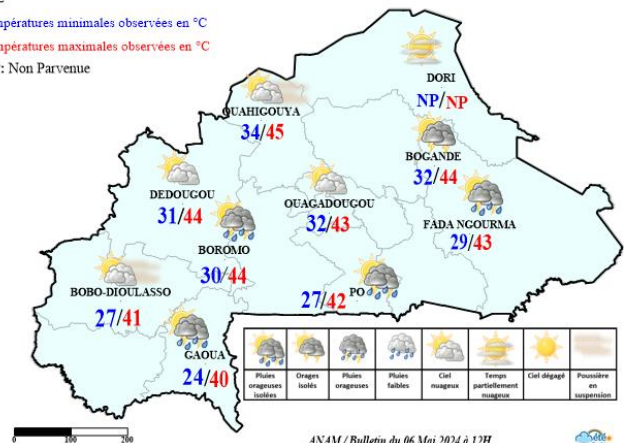 Températures minimales observées en °C
Températures maximales observées en °C
: Non Parvenue
DORI
NP/NP
OUAHIGOUYA
34/45
BOGANDE
32/44
DEDOUGOU
31/44
OUAGADOUGOU
32/43
FADA NGOURMA
29/43
BOROMO
30/44
PO
27/42
BOBO-DIOULASSO
27/41
GAOUA
24/40
Pluies orageuses isolées
Orages isolés
Pluies orageuses
Pluies faibles
Ciel nuageux
Temps partiellement nuageux
Ciel dégagé
Poussière en suspension
100 200
ANAM / Bulletin du 06 Mai 2024 à 12H